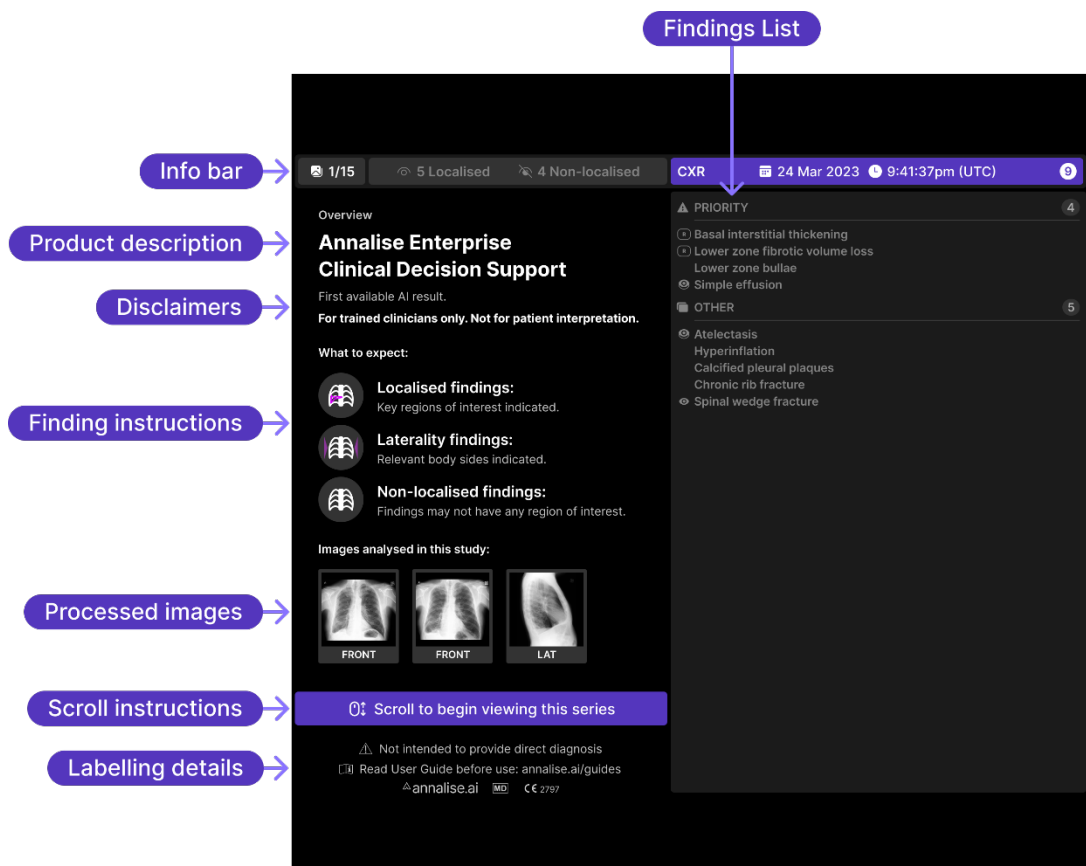 Findings List
Info bar
1/15
5 Localised
4 Non-localised
CXR
24 Mar 2023
9:41:37pm (UTC)
9
Product description
Disclaimers
Finding instructions
Processed images
Scroll instructions
Labelling details
Overview
Annalise Enterprise
Clinical Decision Support
First available AI result.
For trained clinicians only. Not for patient interpretation.
What to expect:
Localised findings:
Key regions of interest indicated.
Laterality findings:
Relevant body sides indicated.
Non-localised findings:
Findings may not have any region of interest.
Images analysed in this study:
FRONT
FRONT
LAT
Scroll to begin viewing this series
Not intended to provide direct diagnosis
Read User Guide before use: annalise.ai/guides
annalise.ai MD CE 2797
PRIORITY 4
Basal interstitial thickening
Lower zone fibrotic volume loss
Lower zone bullae
Simple effusion
OTHER 5
Atelectasis
Hyperinflation
Calcified pleural plaques
Chronic rib fracture
Spinal wedge fracture